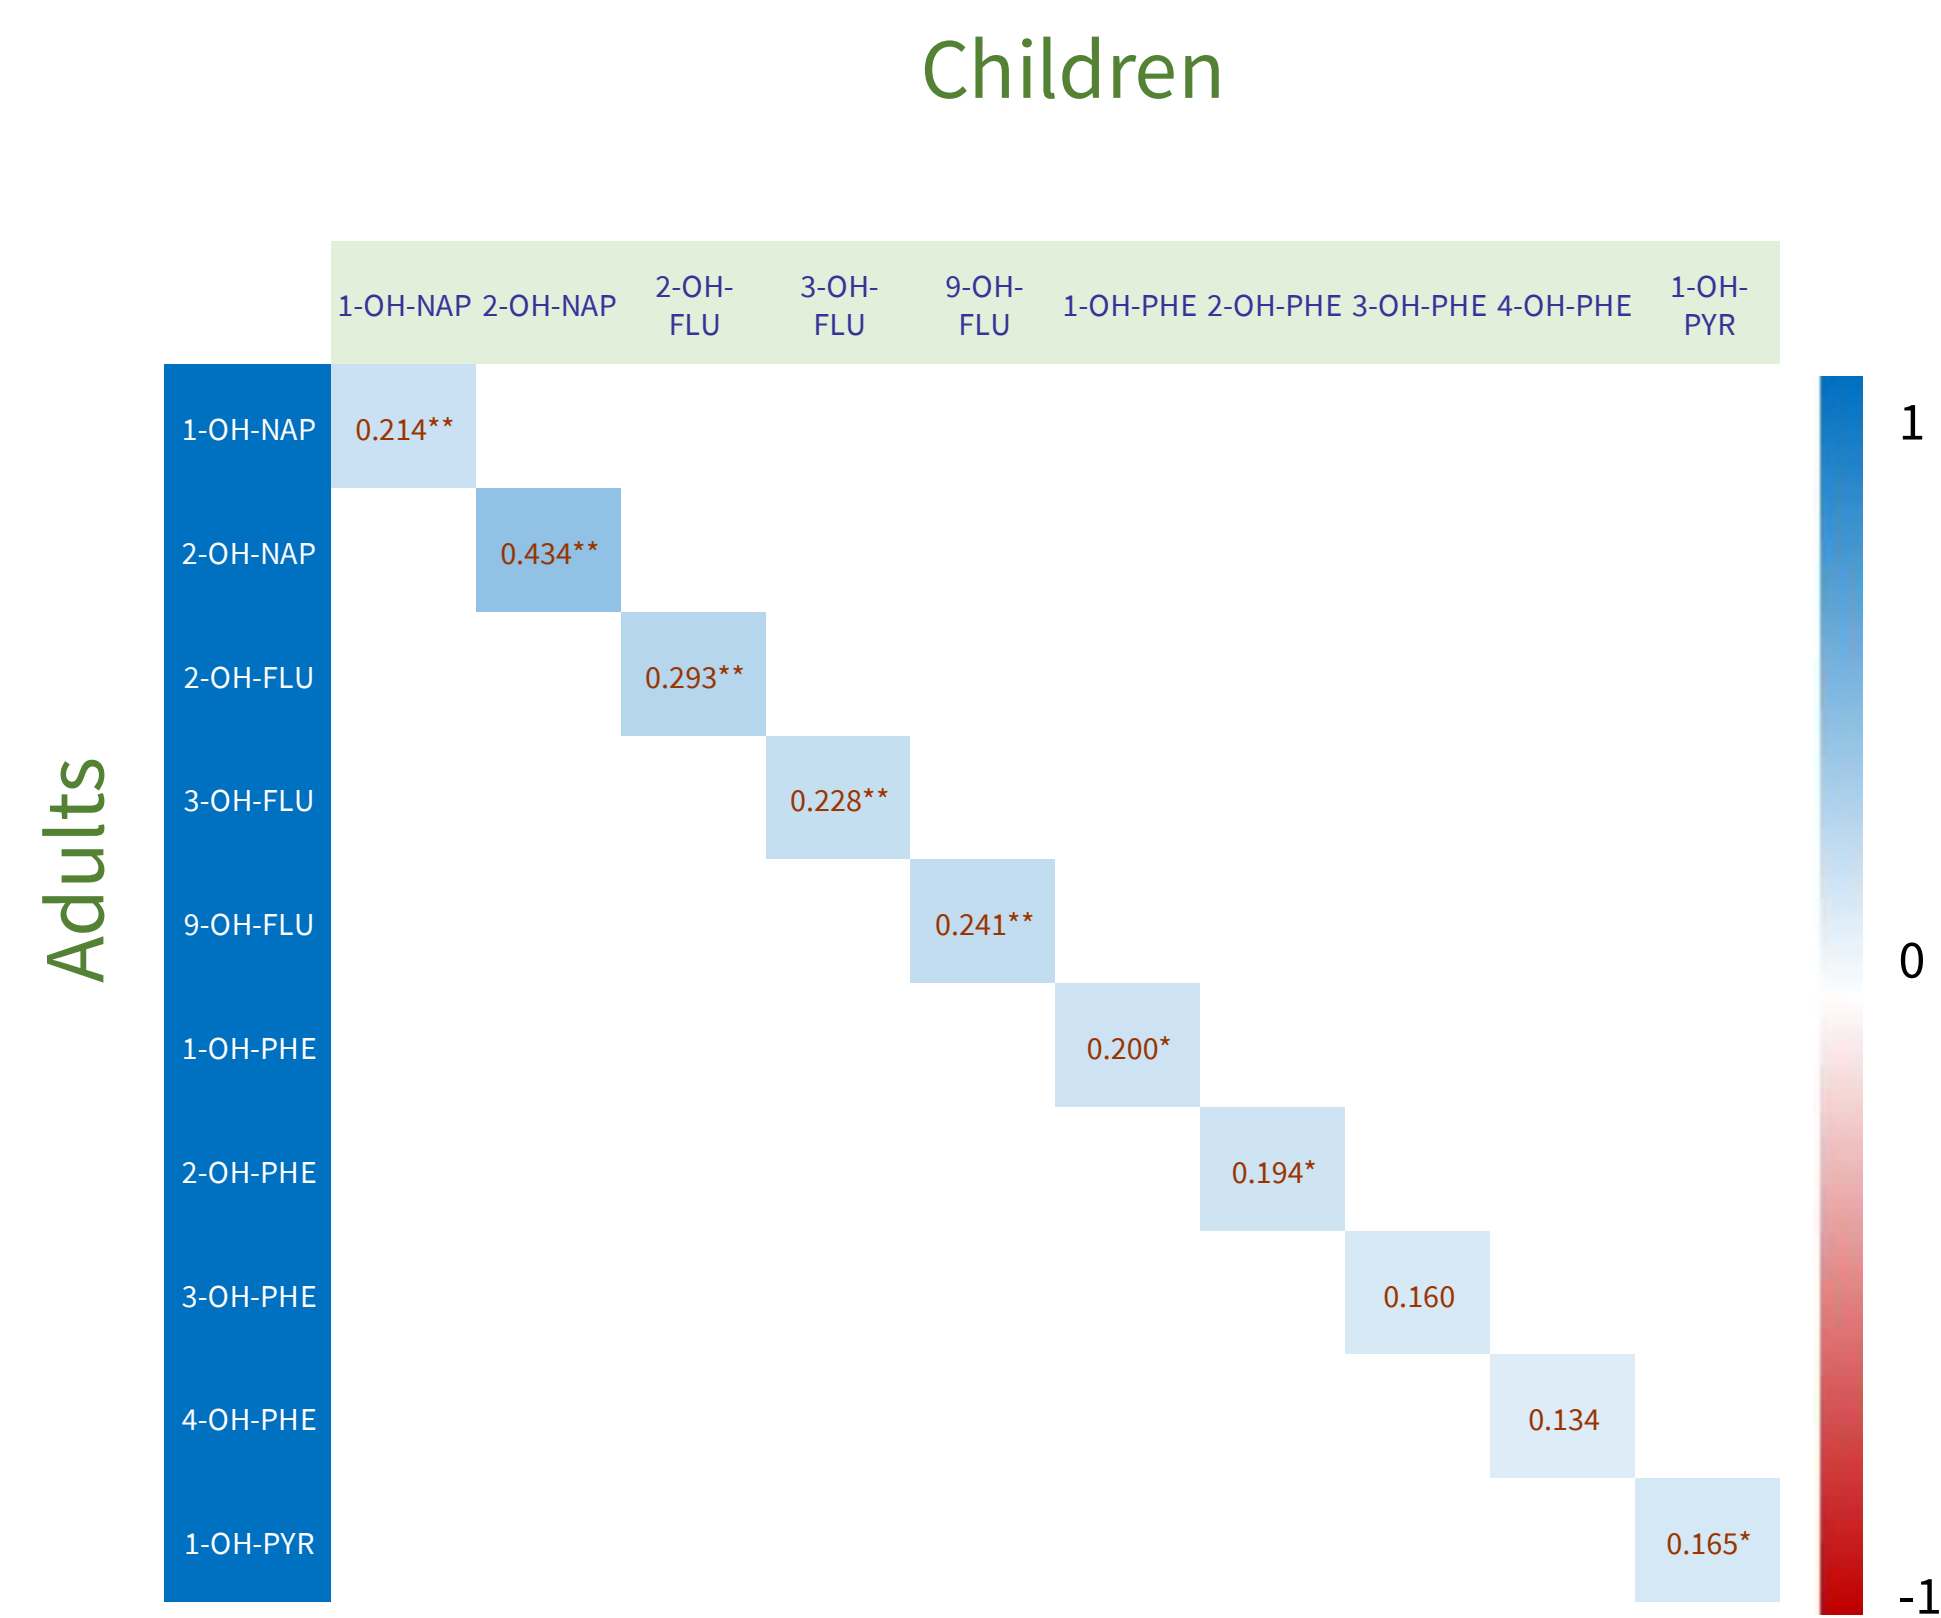 Children
1-OH-NAP 2-OH-NAP 2-OH-FLU 3-OH-FLU 9-OH-FLU 1-OH-PHE 2-OH-PHE 3-OH-PHE 4-OH-PHE 1-OH-PYR
Adults
1-OH-NAP 0.214**
2-OH-NAP 0.434**
2-OH-FLU 0.293**
3-OH-FLU 0.228**
9-OH-FLU 0.241**
1-OH-PHE 0.200*
2-OH-PHE 0.194*
3-OH-PHE 0.160
4-OH-PHE 0.134
1-OH-PYR 0.165*
1
0
-1